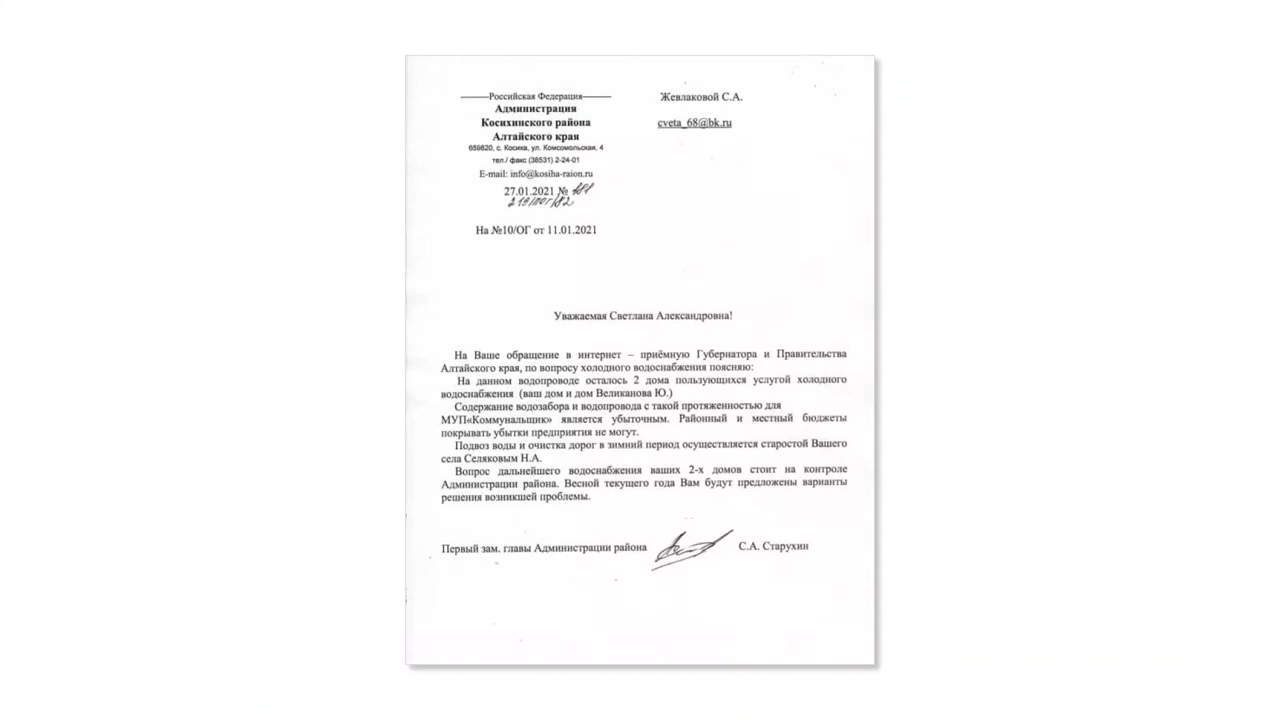 Российская Федерация
Администрация
Косихинского района
Алтайского края
659820, с. Косиха, ул. Комсомольская, 4
тел./ факс (38531) 2-24-01
E-mail: info@kosiha-raion.ru
27.01.2021 №
На №10/ОГ от 11.01.2021
Жевлаковой С.А.
cveta_68@bk.ru
Уважаемая Светлана Александровна!
На Ваше обращение в интернет – приёмную Губернатора и Правительства
Алтайского края, по вопросу холодного водоснабжения поясняю:
На данном водопроводе осталось 2 дома пользующихся услугой холодного
водоснабжения (ваш дом и дом Великанова Ю.)
Содержание водозабора и водопровода с такой протяженностью для
МУП«Коммунальщик» является убыточным. Районный и местный бюджеты
покрывать убытки предприятия не могут.
Подвоз воды и очистка дорог в зимний период осуществляется старостой Вашего
села Селяковым Н.А.
Вопрос дальнейшего водоснабжения ваших 2-х домов стоит на контроле
Администрации района. Весной текущего года Вам будут предложены варианты
решения возникшей проблемы.
Первый зам. главы Администрации района С.А. Старухин